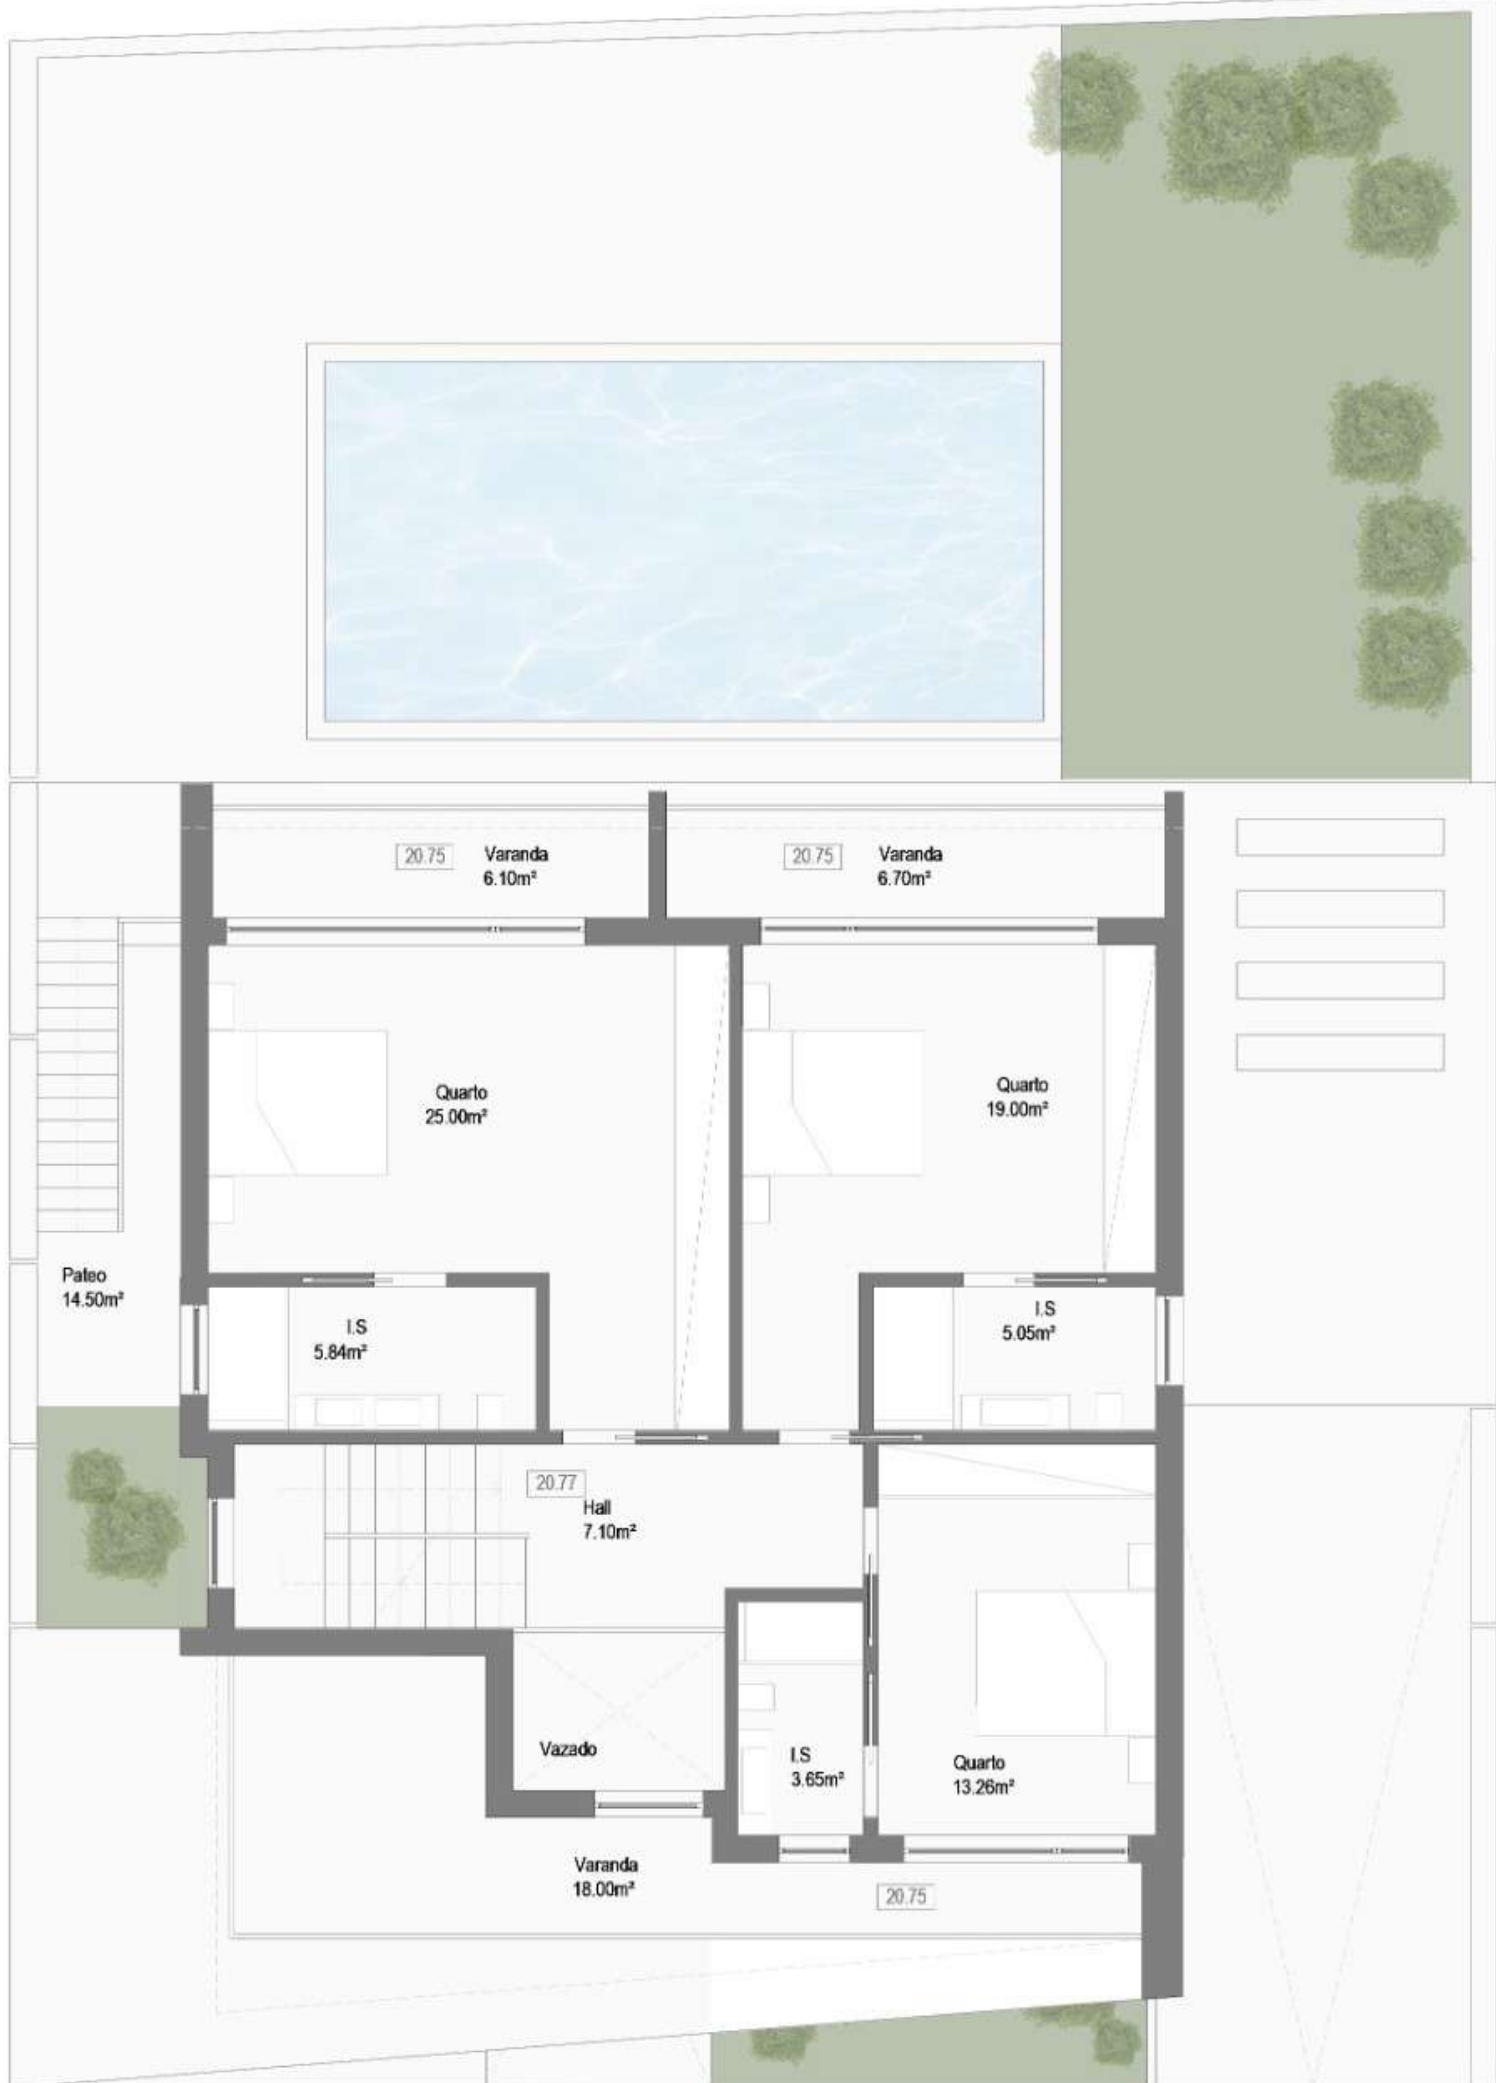 20.75
Varanda
6.10m²
20.75
Varanda
6.70m²
Quarto
25.00m²
Quarto
19.00m²
Pateo
14.50m²
I.S
5.84m²
I.S
5.05m²
20.77
Hall
7.10m²
Vazado
I.S
3.65m²
Quarto
13.26m²
Varanda
18.00m²
20.75